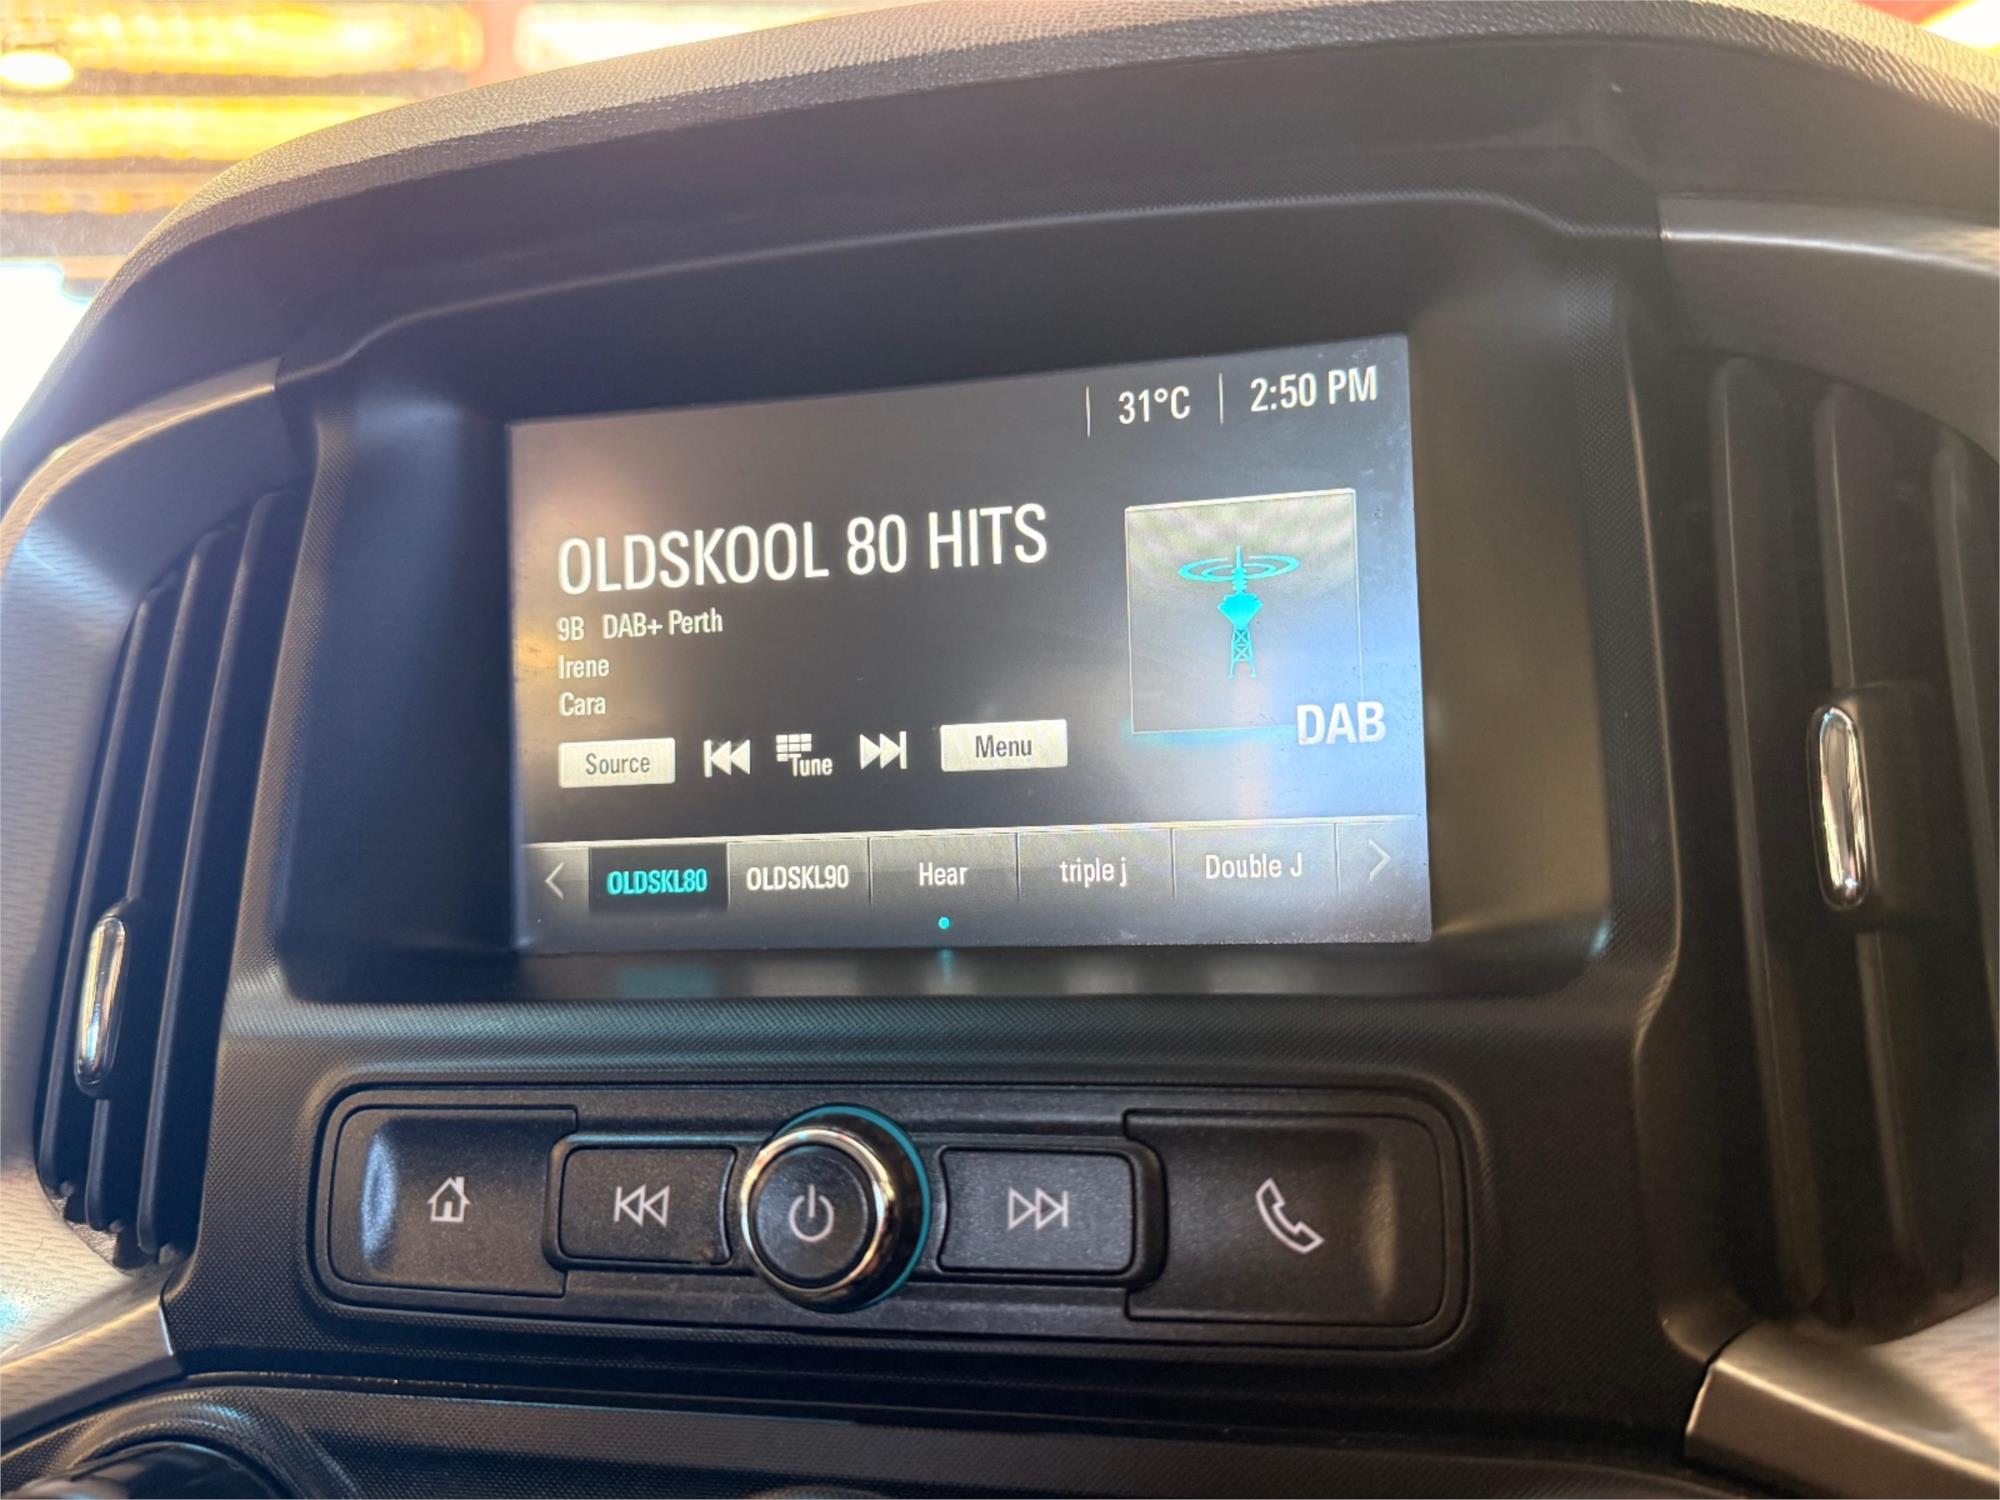 31°C 2:50 PM
OLDSKOOL 80 HITS
9B DAB+ Perth
Irene
Cara
DAB
Source Tune Menu
OLDSKL80 OLDSKL90 Hear triple j Double J